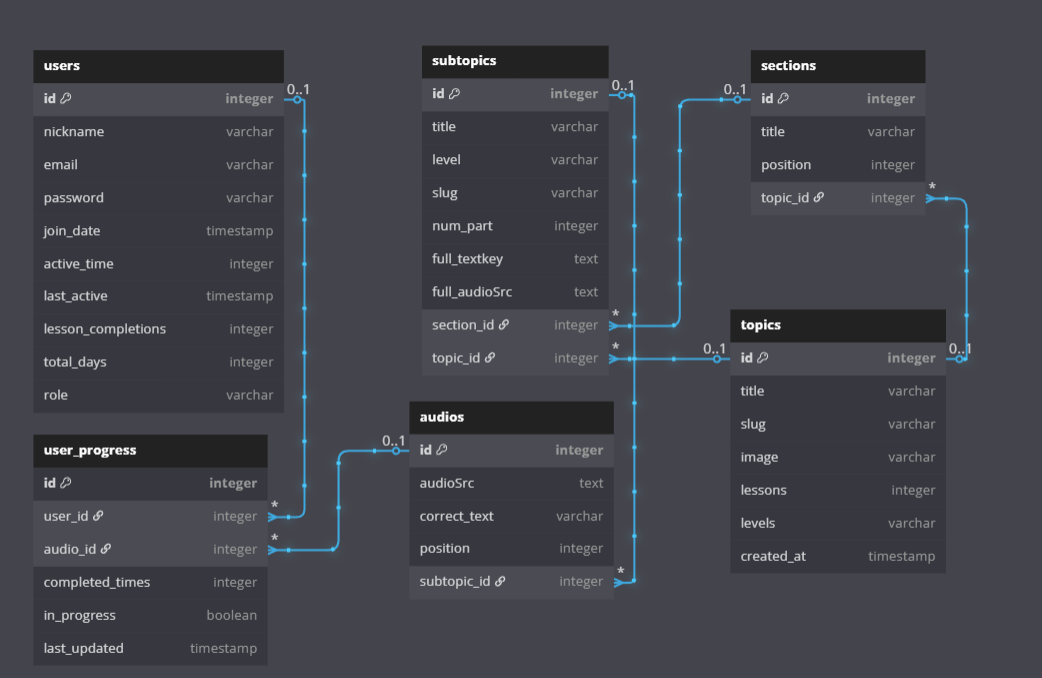 users
id integer
nickname varchar
email varchar
password varchar
join_date timestamp
active_time integer
last_active timestamp
lesson_completions integer
total_days integer
role varchar
0..1
user_progress
id integer
user_id integer
*
audio_id integer
*
completed_times integer
in_progress boolean
last_updated timestamp
subtopics
id integer
0..1
title varchar
level varchar
slug varchar
num_part integer
full_textkey text
full_audioSrc text
section_id integer
*
topic_id integer
*
audios
0..1
id integer
audioSrc text
correct_text varchar
position integer
subtopic_id integer
*
sections
0..1
id integer
title varchar
position integer
topic_id integer
*
topics
0..1
id integer
0..1
title varchar
slug varchar
image varchar
lessons integer
levels varchar
created_at timestamp